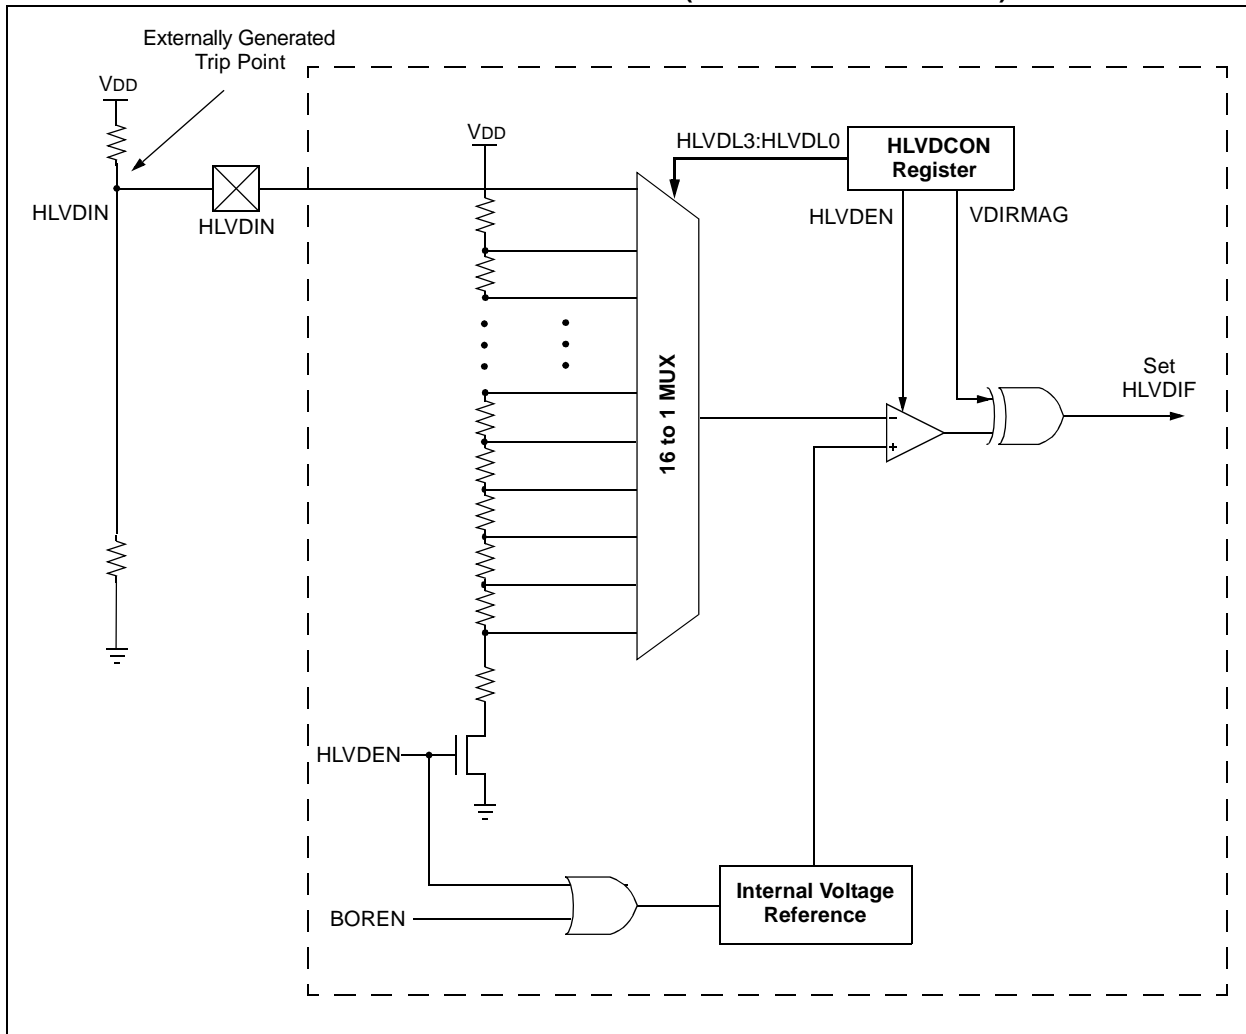 Externally Generated
Trip Point
VDD
HLVDIN
HLVDIN
VDD
HLVDL3:HLVDL0
HLVDCON
Register
HLVDEN
VDIRMAG
16 to 1 MUX
-
+
Set
HLVDIF
HLVDEN
BOREN
Internal Voltage
Reference